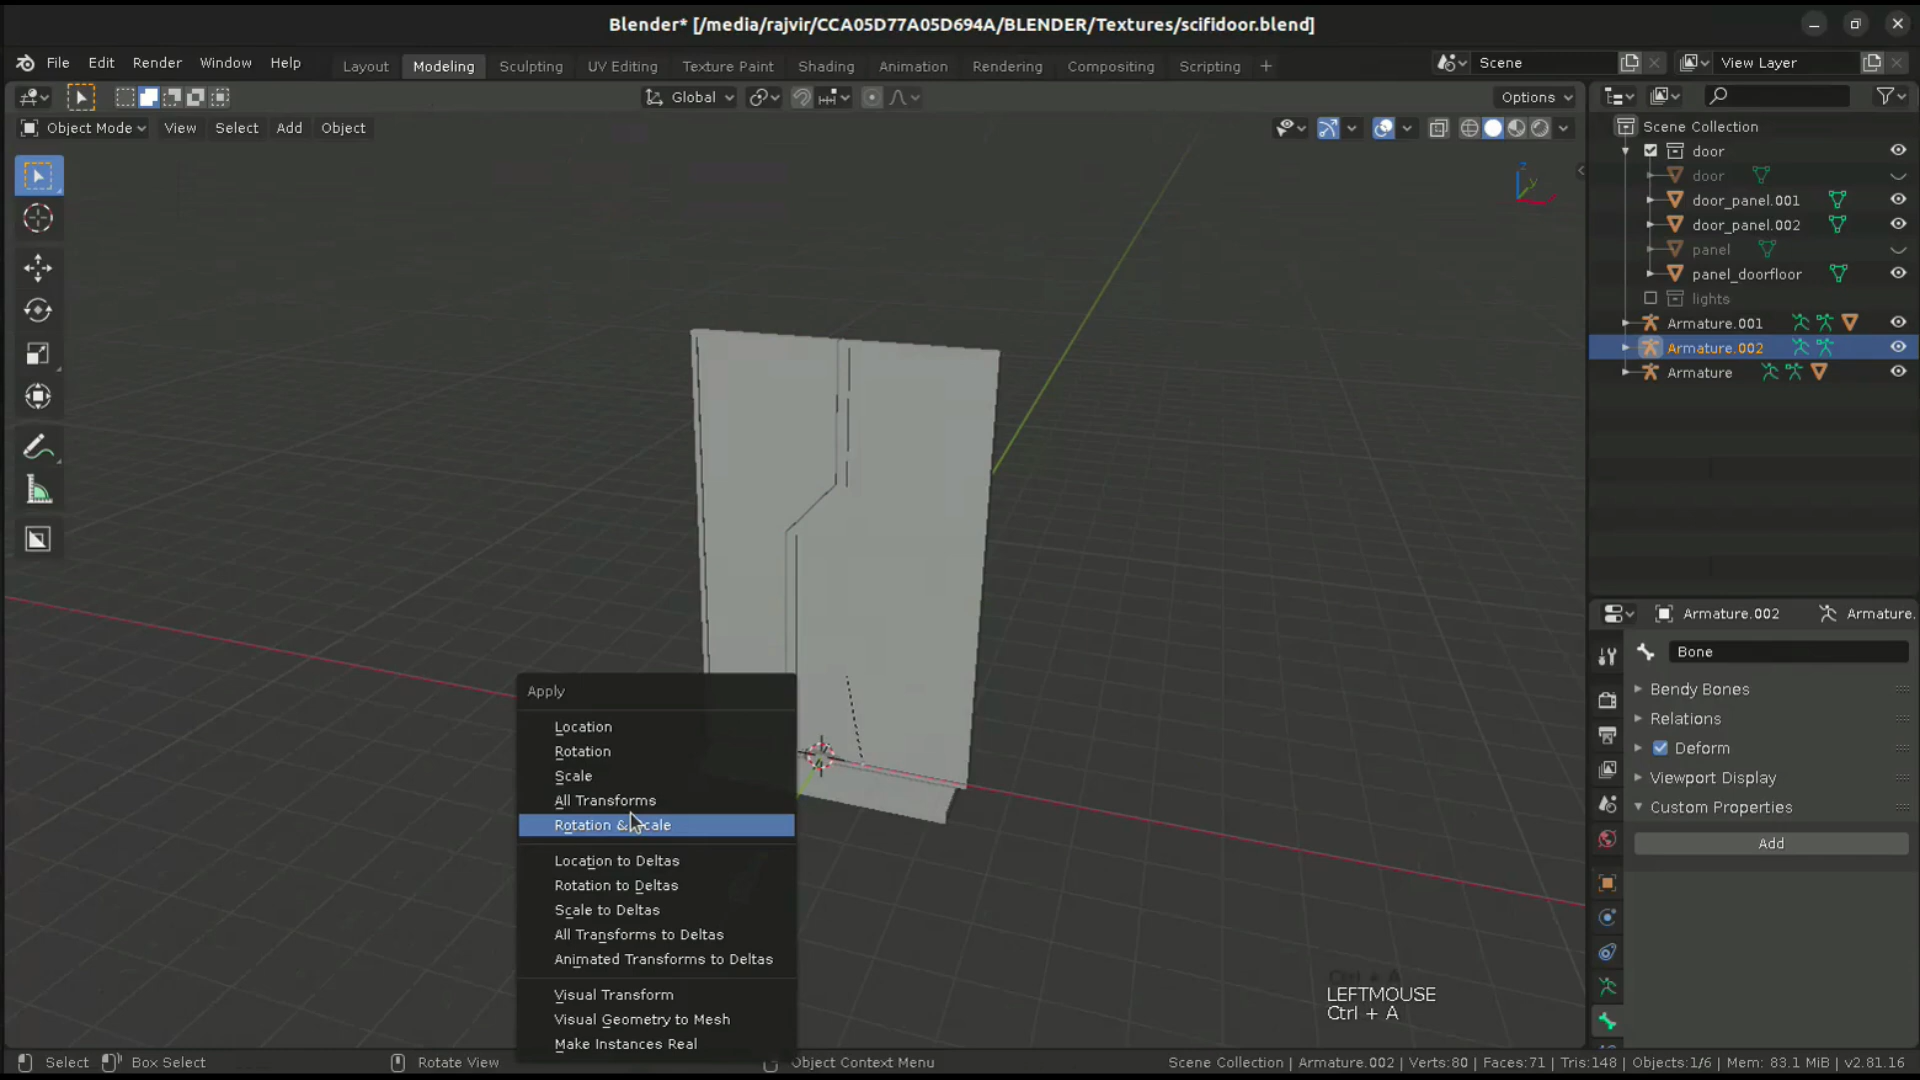 Blender* [/media/rajvir/CCA05D77A05D694A/BLENDER/Textures/scifidoor.blend]
File Edit Render Window Help Layout Modeling Sculpting UV Editing Texture Paint Shading Animation Rendering Compositing Scripting + Scene View Layer
Global Options
Object Mode View Select Add Object
Scene Collection
door
door
door_panel.001
door_panel.002
panel
panel_doorfloor
lights
Armature.001
Armature.002
Armature
Z
Y
Armature.002 Armature.
Bone
Bendy Bones
Relations
Deform
Viewport Display
Custom Properties
Add
Apply
Location
Rotation
Scale
All Transforms
Rotation & Scale
Location to Deltas
Rotation to Deltas
Scale to Deltas
All Transforms to Deltas
Animated Transforms to Deltas
Visual Transform
Visual Geometry to Mesh
Make Instances Real
Ctrl + A
LEFTMOUSE
Ctrl + A
Select Box Select Rotate View Object Context Menu Scene Collection | Armature.002 | Verts:80 | Faces:71 | Tris:148 | Objects:1/6 | Mem: 83.1 MiB | v2.81.16